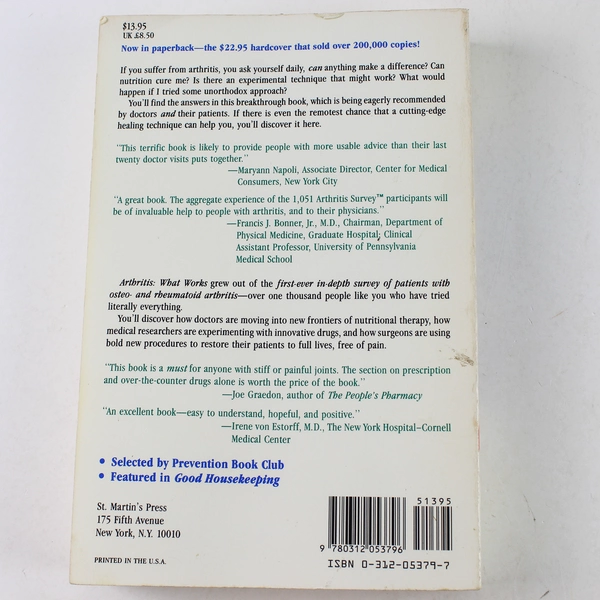 $13.95
UK £8.50
Now in paperback—the $22.95 hardcover that sold over 200,000 copies!
If you suffer from arthritis, you ask yourself daily, can anything make a difference? Can
nutrition cure me? Is there an experimental technique that might work? What would
happen if I tried some unorthodox approach?
You'll find the answers in this breakthrough book, which is being eagerly recommended
by doctors and their patients. If there is even the remotest chance that a cutting-edge
healing technique can help you, you'll discover it here.
"This terrific book is likely to provide people with more usable advice than their last
twenty doctor visits put together."
—Maryann Napoli, Associate Director, Center for Medical
Consumers, New York City
"A great book. The aggregate experience of the 1,051 Arthritis Survey™ participants will
be of invaluable help to people with arthritis, and to their physicians."
—Francis J. Bonner, Jr., M.D., Chairman, Department of
Physical Medicine, Graduate Hospital; Clinical
Assistant Professor, University of Pennsylvania
Medical School
Arthritis: What Works grew out of the first-ever in-depth survey of patients with
osteo- and rheumatoid arthritis—over one thousand people like you who have tried
literally everything.
You'll discover how doctors are moving into new frontiers of nutritional therapy, how
medical researchers are experimenting with innovative drugs, and how surgeons are using
bold new procedures to restore their patients to full lives, free of pain.
"This book is a must for anyone with stiff or painful joints. The section on prescription
and over-the-counter drugs alone is worth the price of the book."
—Joe Graedon, author of The People's Pharmacy
"An excellent book—easy to understand, hopeful, and positive."
—Irene von Estorff, M.D., The New York Hospital–Cornell
Medical Center
• Selected by Prevention Book Club
• Featured in Good Housekeeping
St. Martin's Press
175 Fifth Avenue
New York, N.Y. 10010
PRINTED IN THE U.S.A.
51395
9 780312 053796
ISBN 0-312-05379-7